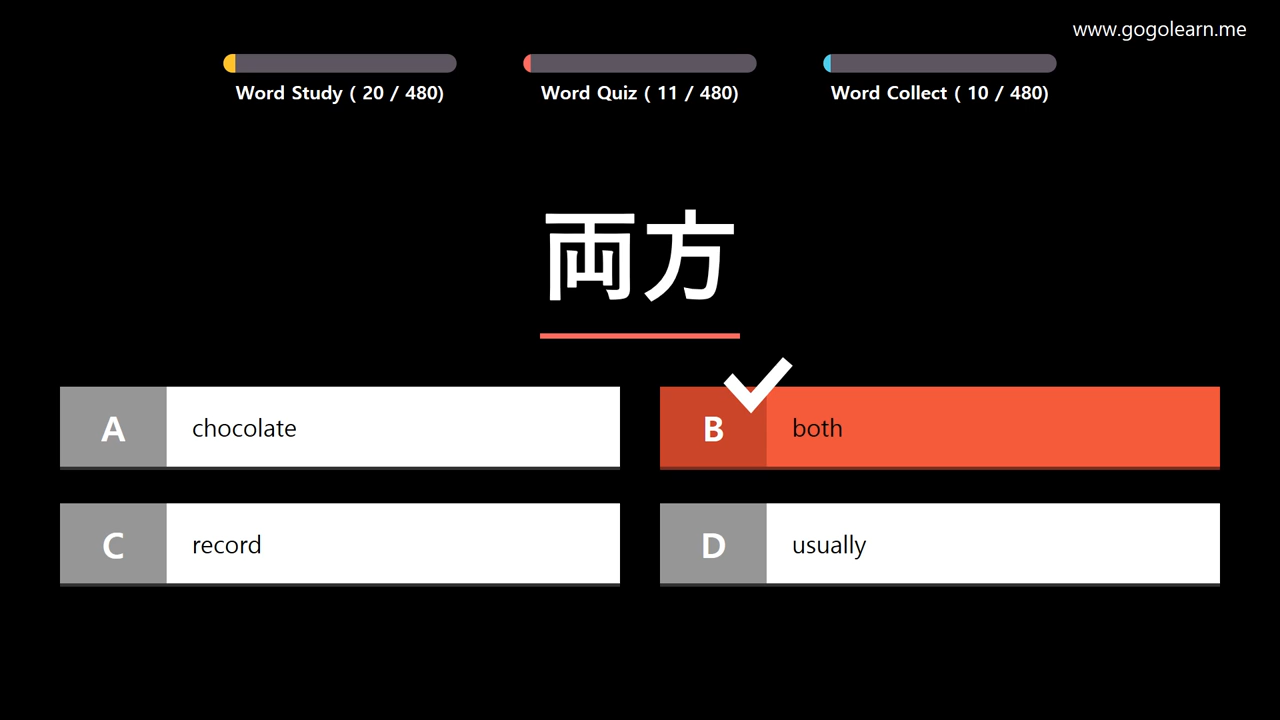 www.gogolearn.me
Word Study ( 20 / 480)
Word Quiz ( 11 / 480)
Word Collect ( 10 / 480)
両方
A chocolate
B both
C record
D usually